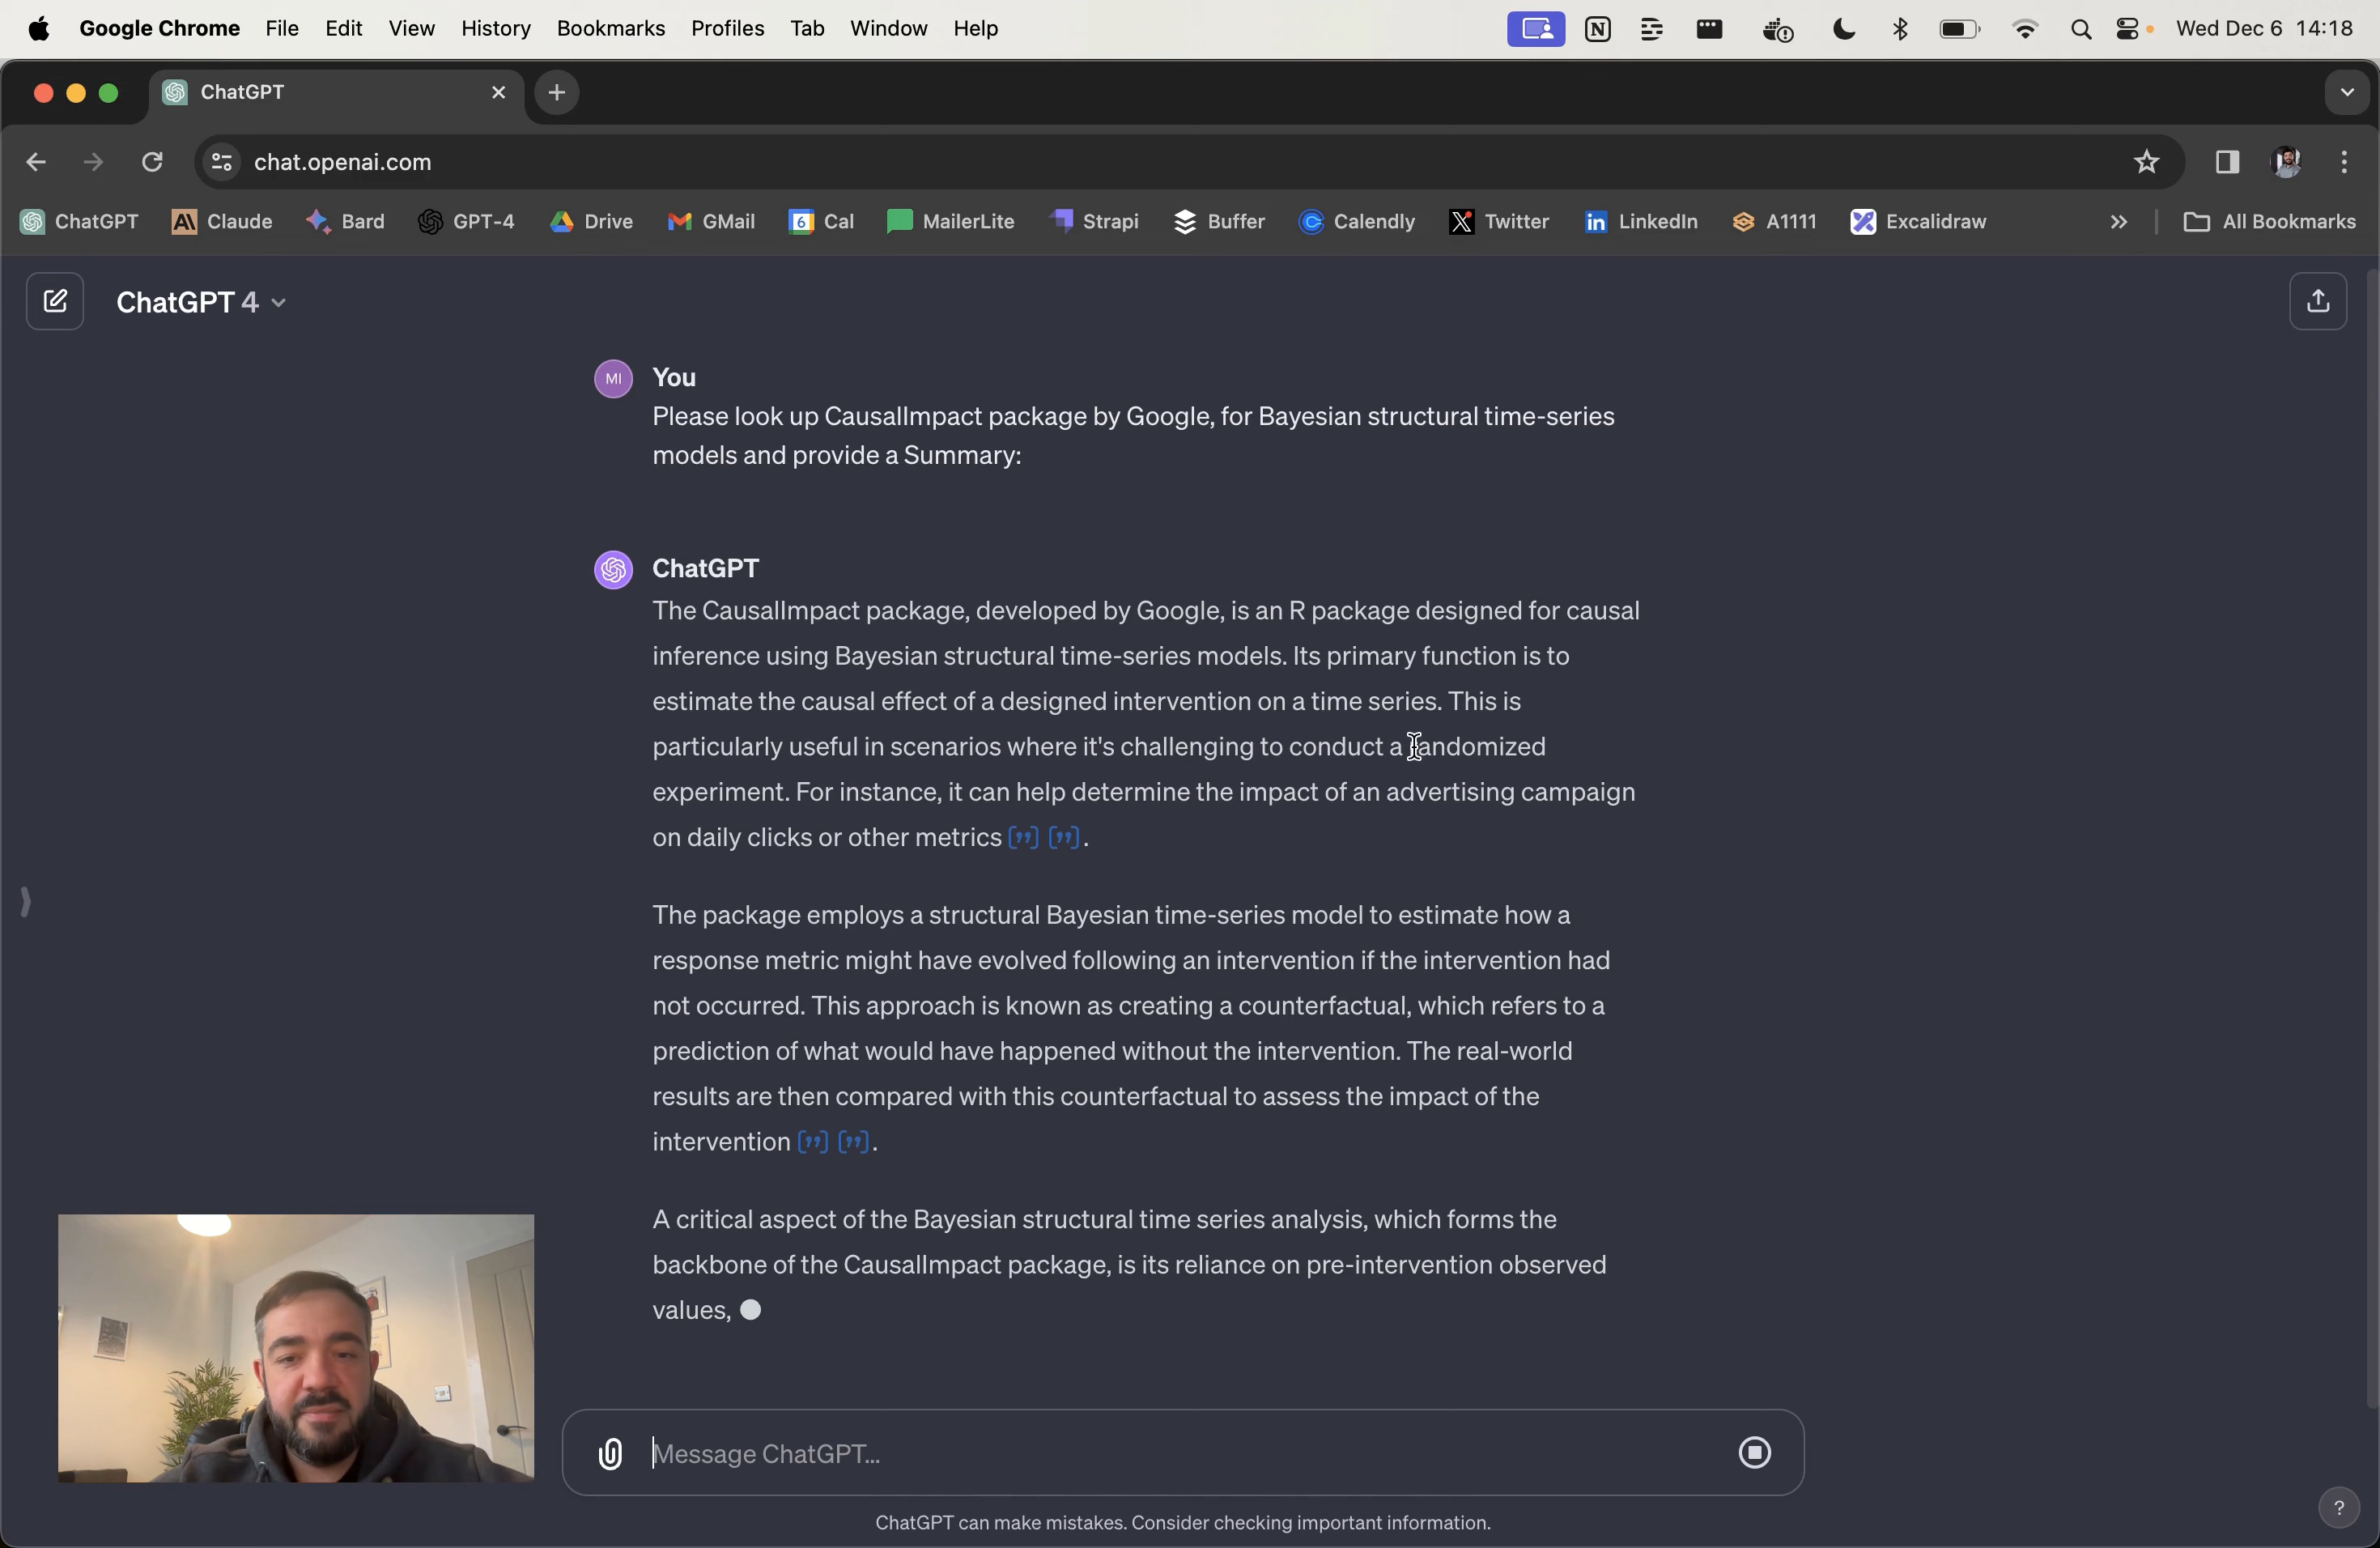 Google Chrome File Edit View History Bookmarks Profiles Tab Window Help Wed Dec 6 14:18
ChatGPT
chat.openai.com
ChatGPT Claude Bard GPT-4 Drive GMail 6 Cal MailerLite Strapi Buffer Calendly Twitter LinkedIn A1111 Excalidraw All Bookmarks
ChatGPT 4
MI You
Please look up CausalImpact package by Google, for Bayesian structural time-series
models and provide a Summary:
ChatGPT
The CausalImpact package, developed by Google, is an R package designed for causal
inference using Bayesian structural time-series models. Its primary function is to
estimate the causal effect of a designed intervention on a time series. This is
particularly useful in scenarios where it's challenging to conduct a randomized
experiment. For instance, it can help determine the impact of an advertising campaign
on daily clicks or other metrics ["] ["].
The package employs a structural Bayesian time-series model to estimate how a
response metric might have evolved following an intervention if the intervention had
not occurred. This approach is known as creating a counterfactual, which refers to a
prediction of what would have happened without the intervention. The real-world
results are then compared with this counterfactual to assess the impact of the
intervention ["] ["].
A critical aspect of the Bayesian structural time series analysis, which forms the
backbone of the CausalImpact package, is its reliance on pre-intervention observed
values,
Message ChatGPT...
ChatGPT can make mistakes. Consider checking important information.
?